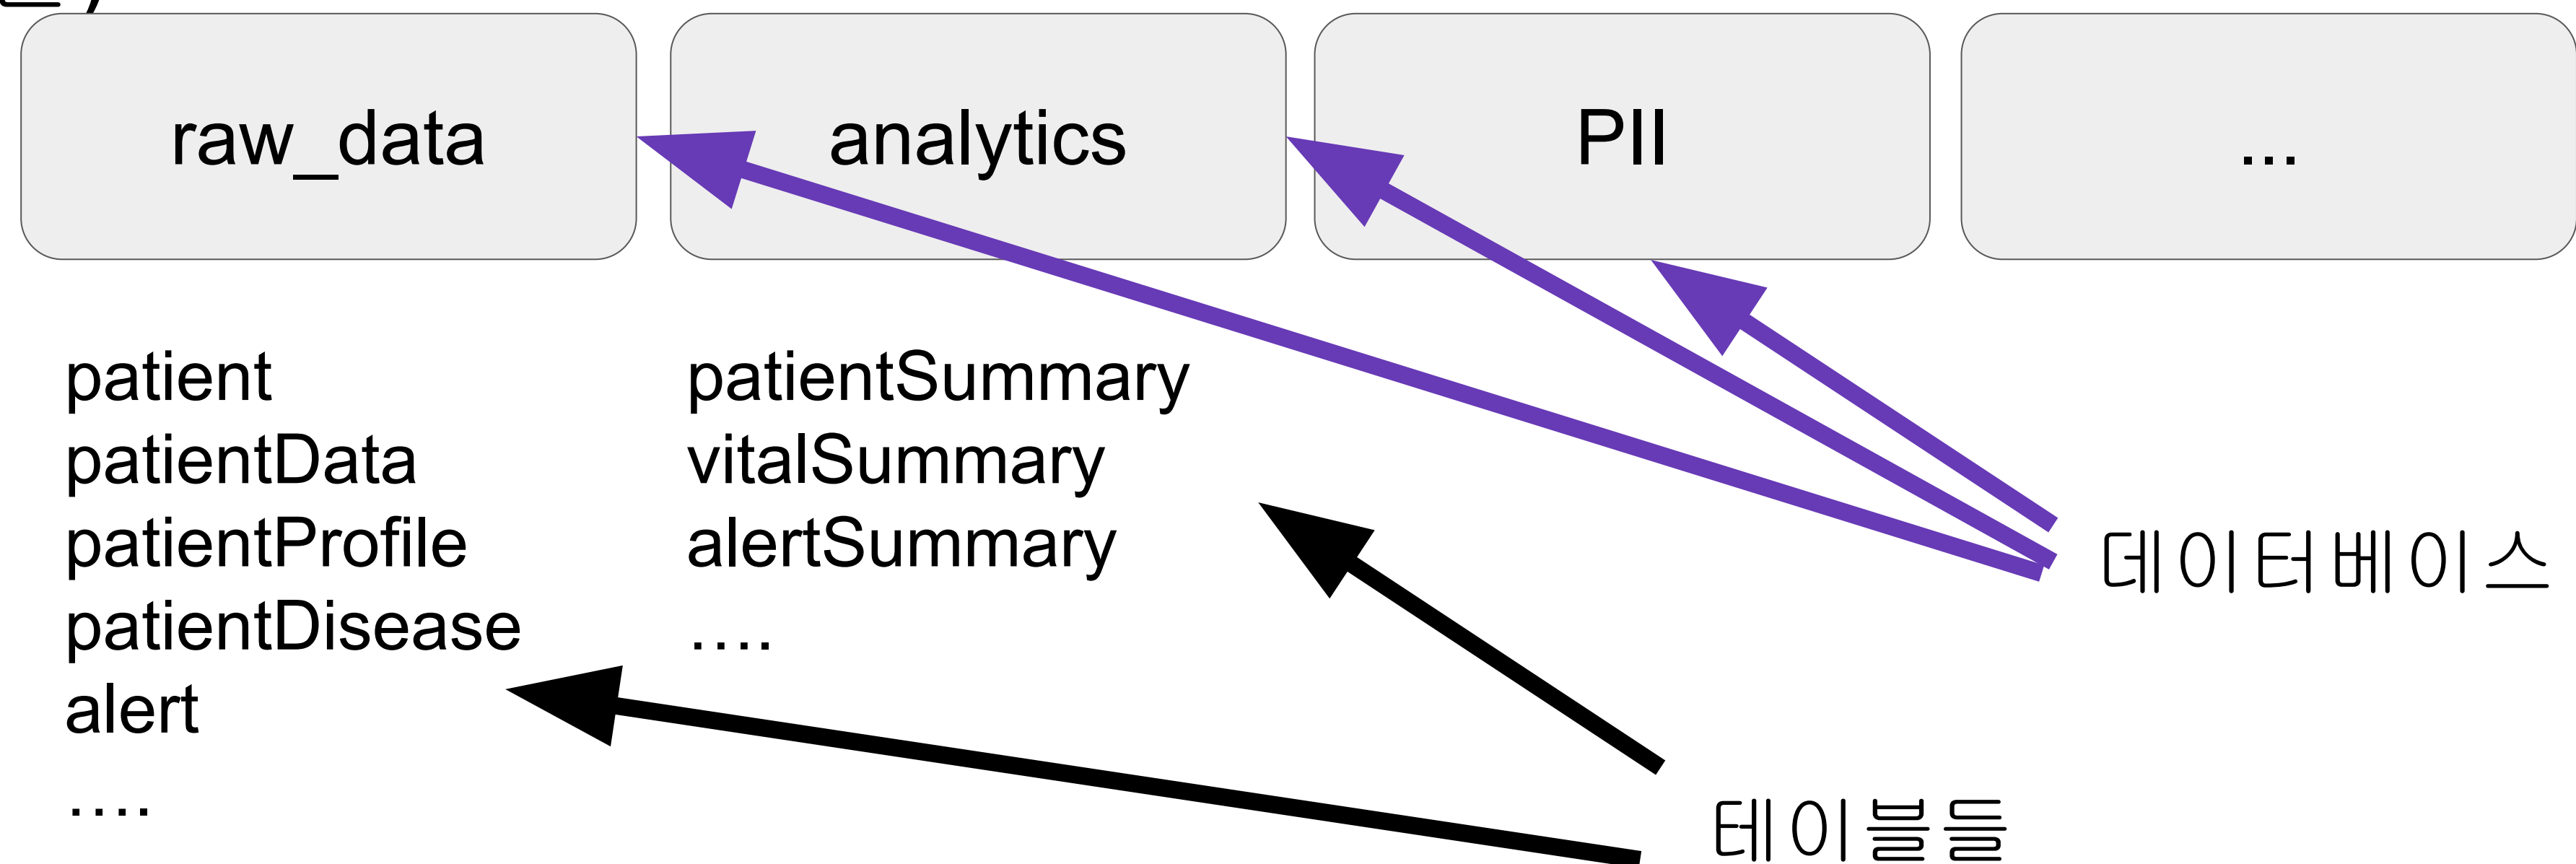 raw_data
analytics
PII
...
patient
patientData
patientProfile
patientDisease
alert
....
patientSummary
vitalSummary
alertSummary
....
데이터베이스
테이블들